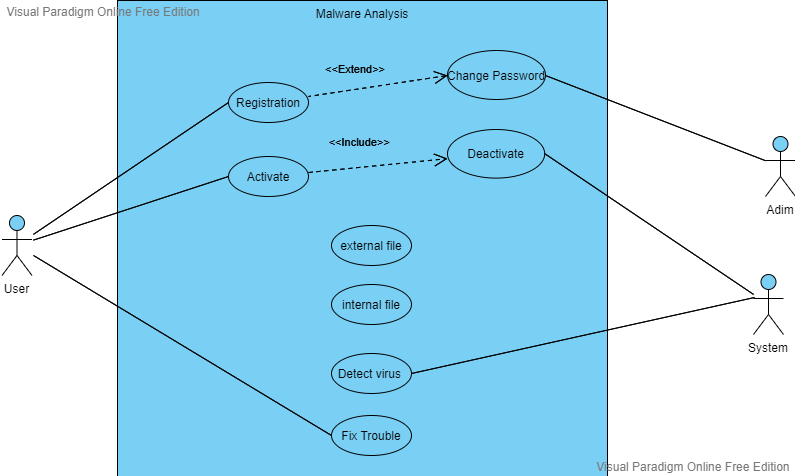 Visual Paradigm Online Free Edition
Malware Analysis
<<Extend>>
Change Password
Registration
<<Include>>
Deactivate
Activate
Adim
external file
User
internal file
System
Detect virus
Fix Trouble
Visual Paradigm Online Free Edition